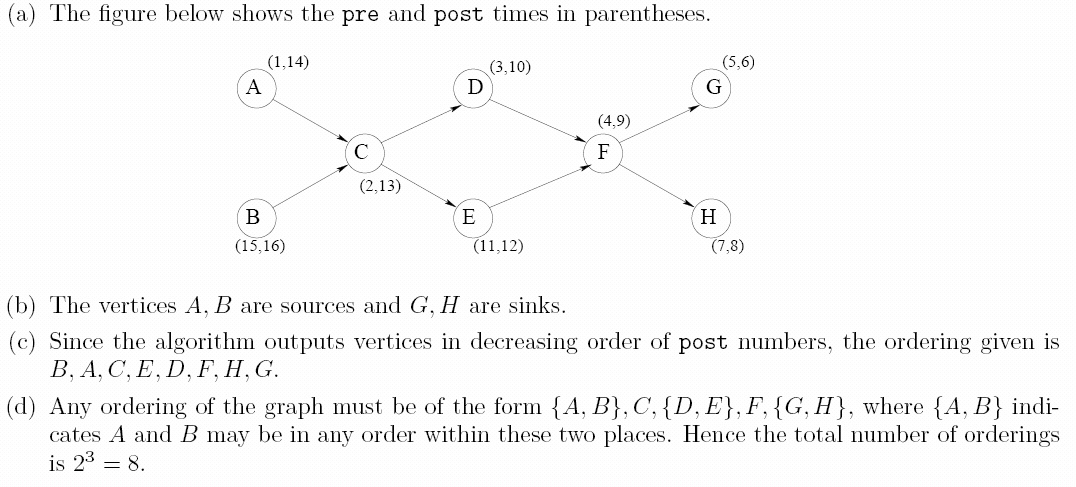 (a) The figure below shows the pre and post times in parentheses.
(1,14)
(3,10)
(5,6)
A
D
G
(4,9)
C
F
(2,13)
B
E
H
(15,16)
(11,12)
(7,8)
(b) The vertices A, B are sources and G, H are sinks.
(c) Since the algorithm outputs vertices in decreasing order of post numbers, the ordering given is
B, A, C, E, D, F, H, G.
(d) Any ordering of the graph must be of the form {A, B}, C, {D, E}, F, {G, H}, where {A, B} indi-
cates A and B may be in any order within these two places. Hence the total number of orderings
is 2³ = 8.